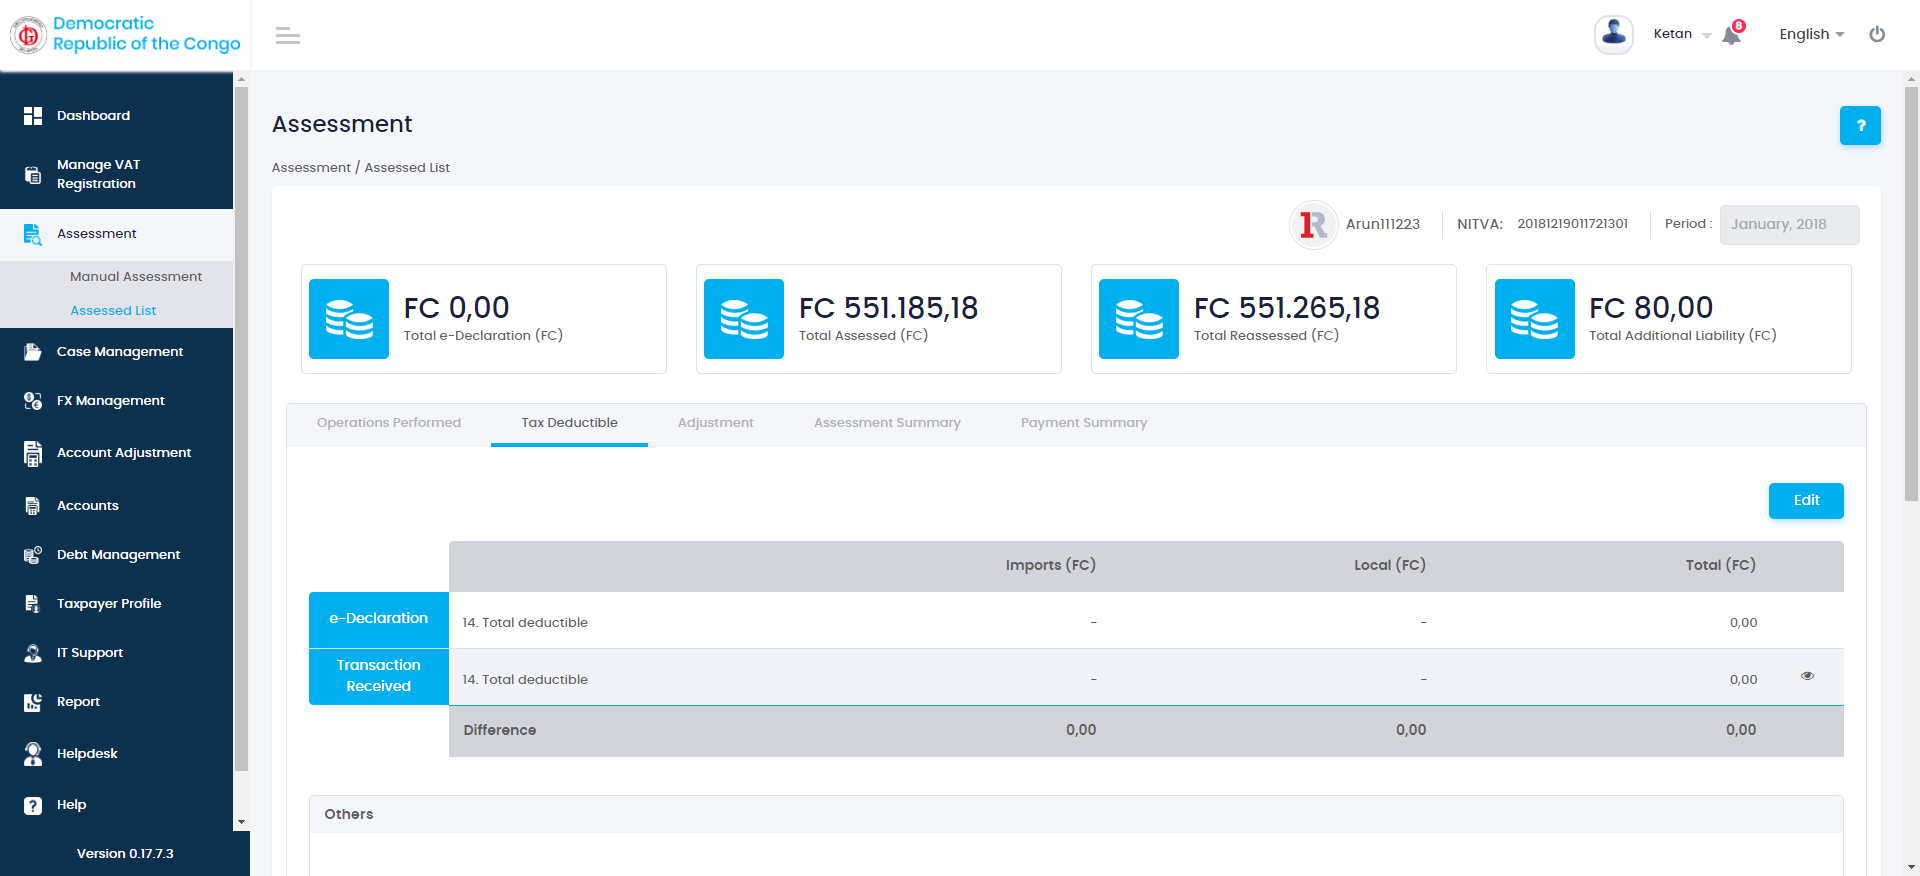 Democratic
Republic of the Congo
Ketan
8
English
Dashboard
Manage VAT
Registration
Assessment
Manual Assessment
Assessed List
Case Management
FX Management
Account Adjustment
Accounts
Debt Management
Taxpayer Profile
IT Support
Report
Helpdesk
Help
Version 0.17.7.3
Assessment
?
Assessment / Assessed List
1R
Arun111223
NITVA: 20181219011721301
Period : January, 2018
FC 0,00
Total e-Declaration (FC)
FC 551.185,18
Total Assessed (FC)
FC 551.265,18
Total Reassessed (FC)
FC 80,00
Total Additional Liability (FC)
Operations Performed Tax Deductible Adjustment Assessment Summary Payment Summary
Edit
Imports (FC) Local (FC) Total (FC)
e-Declaration 14. Total deductible - - 0,00
Transaction
Received
14. Total deductible - - 0,00
Difference 0,00 0,00 0,00
Others